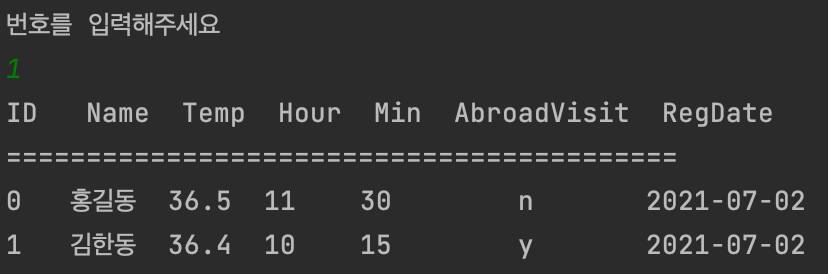 번호를 입력해주세요
1
ID Name Temp Hour Min AbroadVisit RegDate
==========================================
0 홍길동 36.5 11 30 n 2021-07-02
1 김한동 36.4 10 15 y 2021-07-02